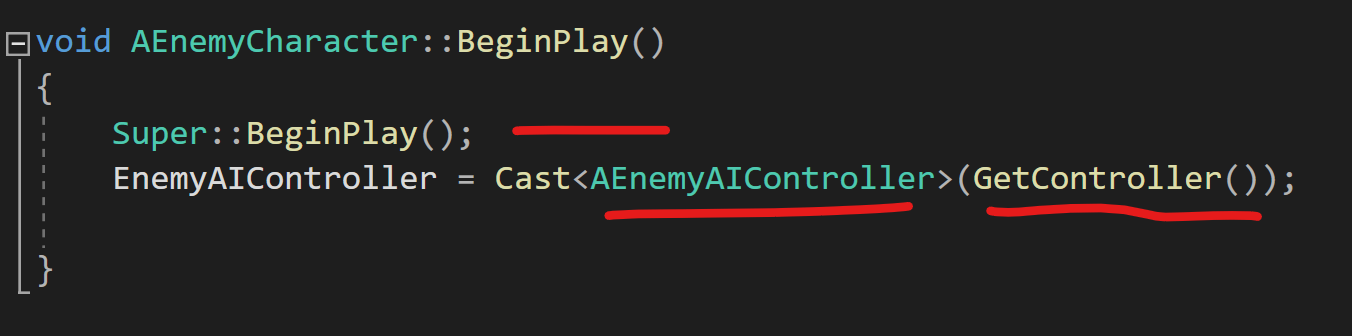 void AEnemyCharacter::BeginPlay()
{
Super::BeginPlay();
EnemyAIController = Cast<AEnemyAIController>(GetController());
}